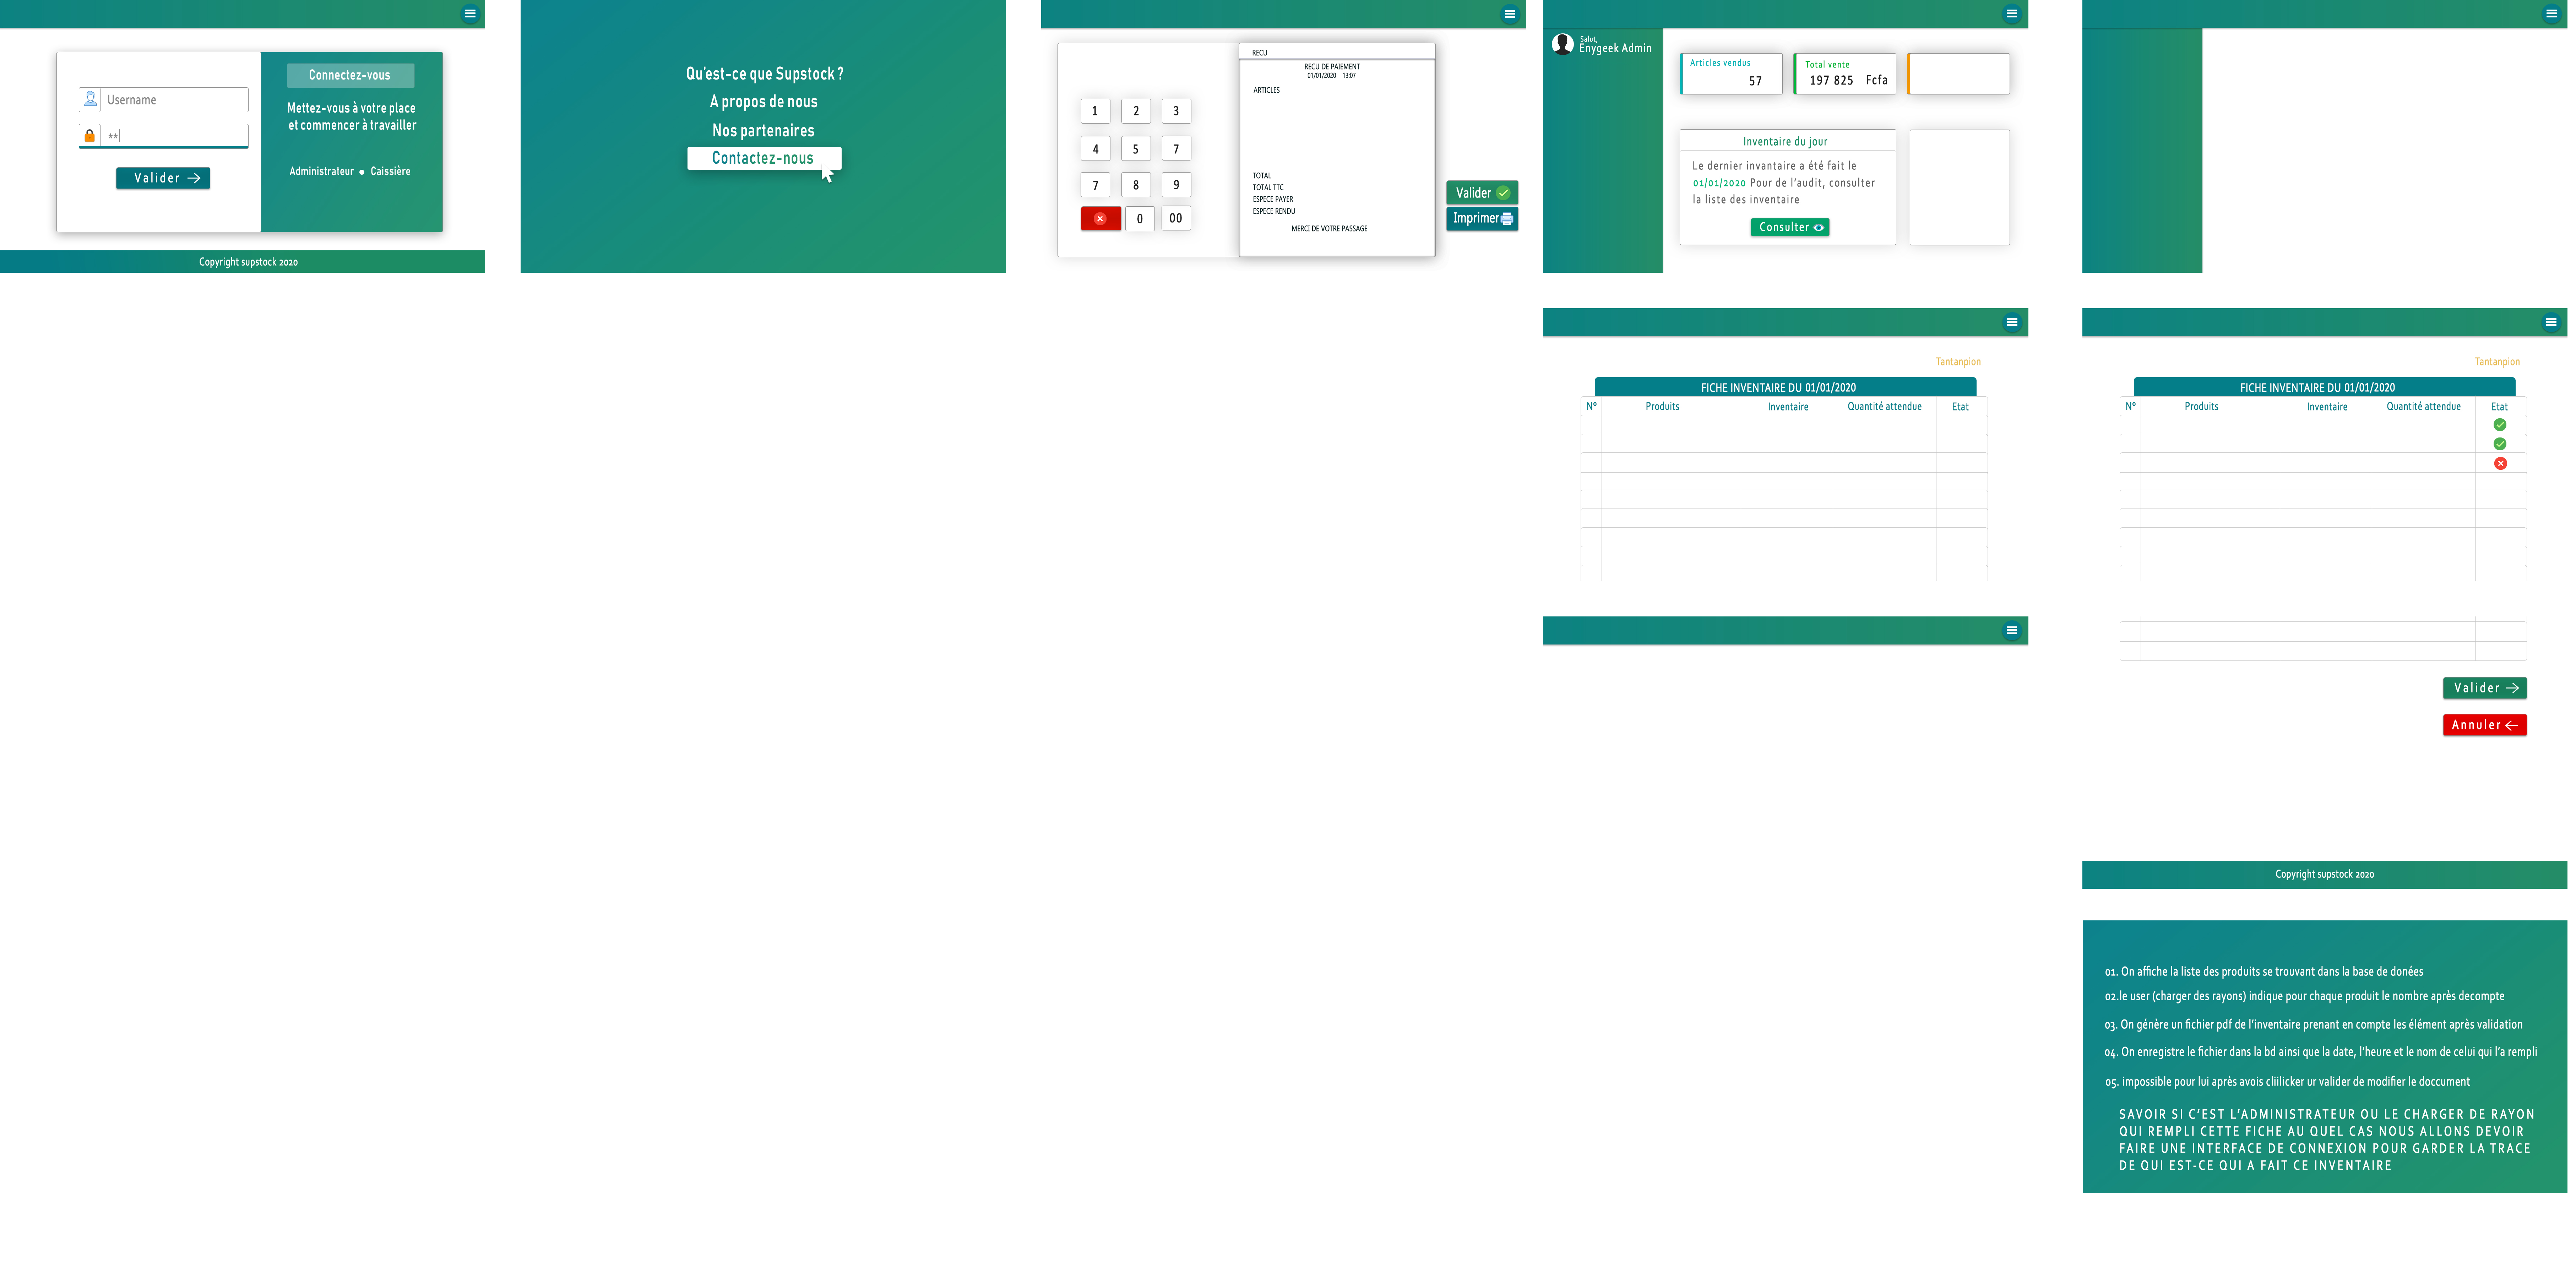 Connectez-vous
Username
Mettez-vous à votre place
et commencer à travailler
**
Administrateur • Caissière
Valider
Copyright supstock 2020
Qu'est-ce que Supstock ?
A propos de nous
Nos partenaires
Contactez-nous
1 2 3
4 5 7
7 8 9
0 00
RECU
RECU DE PAIEMENT
01/01/2020 13:07
ARTICLES
TOTAL
TOTAL TTC
ESPECE PAYER
ESPECE RENDU
MERCI DE VOTRE PASSAGE
Valider
Imprimer
Salut,
Enygeek Admin
Articles vendus
57
Total vente
197 825 Fcfa
Inventaire du jour
Le dernier invantaire a été fait le
01/01/2020 Pour de l'audit, consulter
la liste des inventaire
Consulter
Tantanpion
FICHE INVENTAIRE DU 01/01/2020
N° Produits Inventaire Quantité attendue Etat
Tantanpion
FICHE INVENTAIRE DU 01/01/2020
N° Produits Inventaire Quantité attendue Etat
Valider
Annuler
Copyright supstock 2020
01. On affiche la liste des produits se trouvant dans la base de donées
02.le user (charger des rayons) indique pour chaque produit le nombre après decompte
03. On génère un fichier pdf de l'inventaire prenant en compte les élément après validation
04. On enregistre le fichier dans la bd ainsi que la date, l'heure et le nom de celui qui l'a rempli
05. impossible pour lui après avois cliilicker ur valider de modifier le doccument
SAVOIR SI C'EST L'ADMINISTRATEUR OU LE CHARGER DE RAYON
QUI REMPLI CETTE FICHE AU QUEL CAS NOUS ALLONS DEVOIR
FAIRE UNE INTERFACE DE CONNEXION POUR GARDER LA TRACE
DE QUI EST-CE QUI A FAIT CE INVENTAIRE